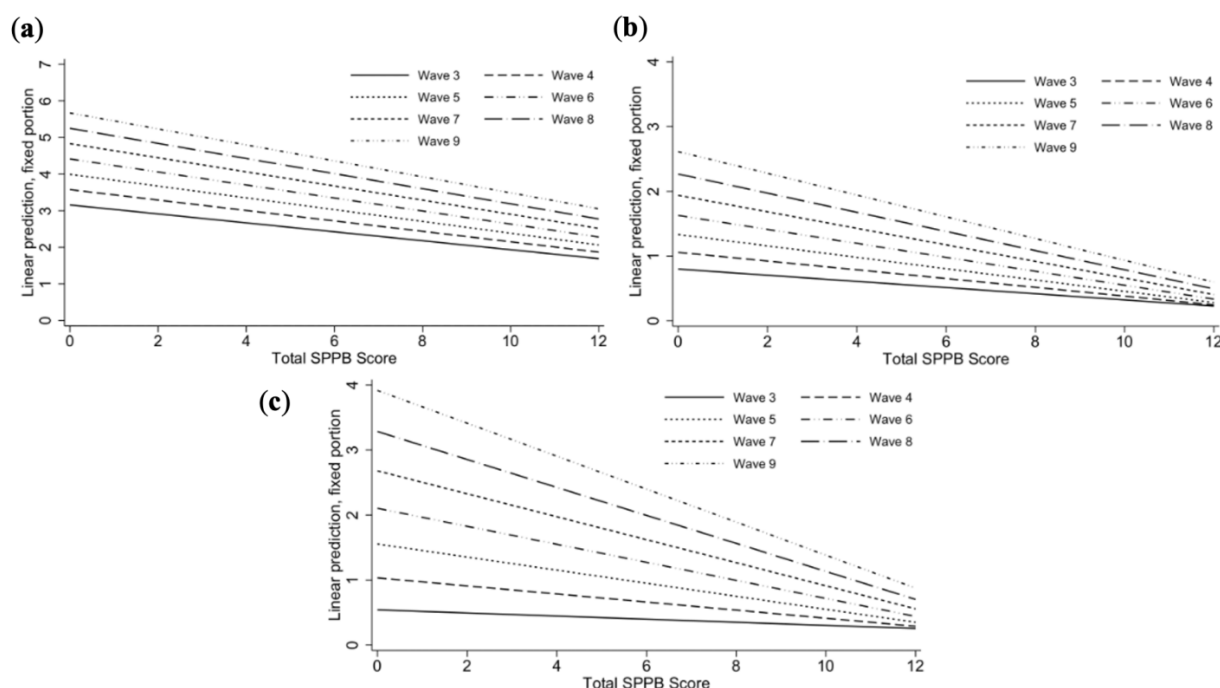 (a)
Linear prediction, fixed portion
7
6
5
4
3
2
1
0
Wave 3 Wave 4
Wave 5 Wave 6
Wave 7 Wave 8
Wave 9
0 2 4 6 8 10 12
Total SPPB Score
(b)
Linear prediction, fixed portion
4
3
2
1
0
Wave 3 Wave 4
Wave 5 Wave 6
Wave 7 Wave 8
Wave 9
0 2 4 6 8 10 12
Total SPPB Score
(c)
Linear prediction, fixed portion
4
3
2
1
0
Wave 3 Wave 4
Wave 5 Wave 6
Wave 7 Wave 8
Wave 9
0 2 4 6 8 10 12
Total SPPB Score